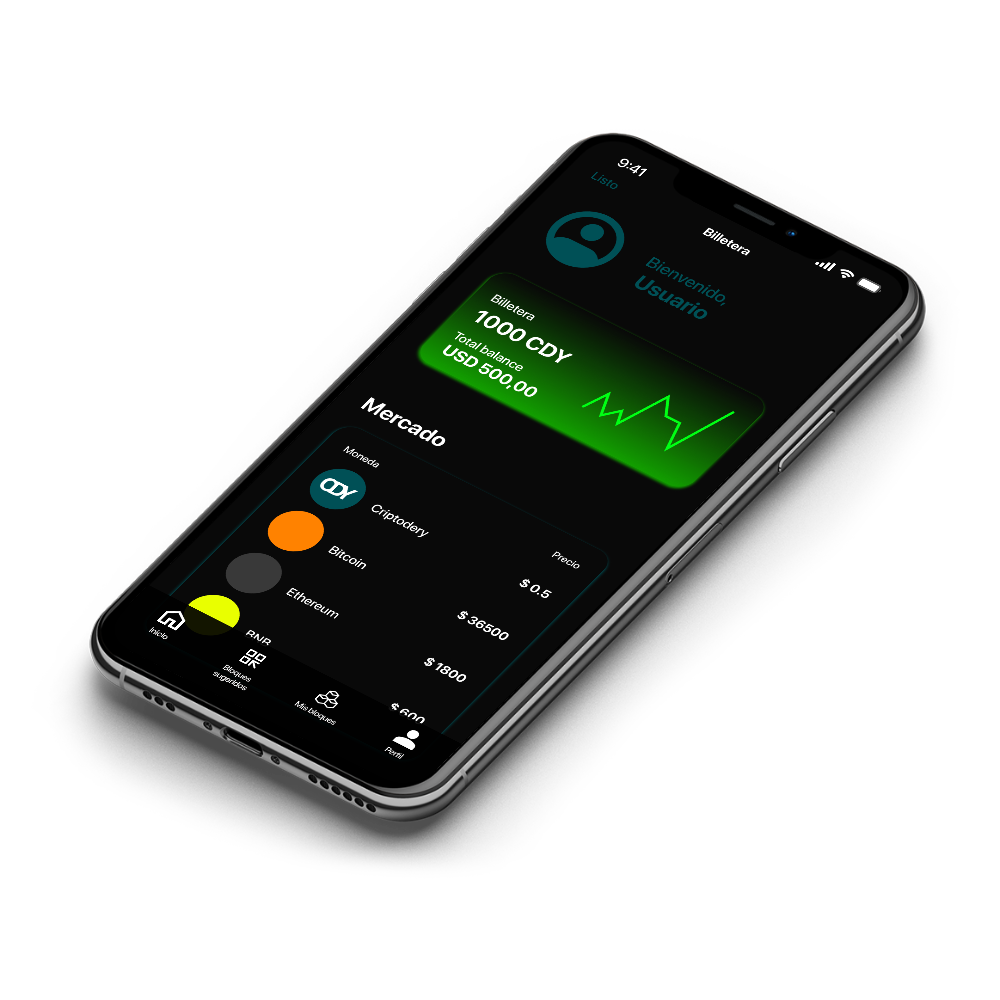 9:41
Listo
Billetera
Bienvenido,
Usuario
Billetera
1000 CDY
Total balance
USD 500,00
Mercado
Moneda
Precio
CDY
Criptodery
$ 0.5
Bitcoin
$ 36500
Ethereum
$ 1800
BNB
$ 600
Inicio
Bloques
sugeridos
Mis bloques
Perfil